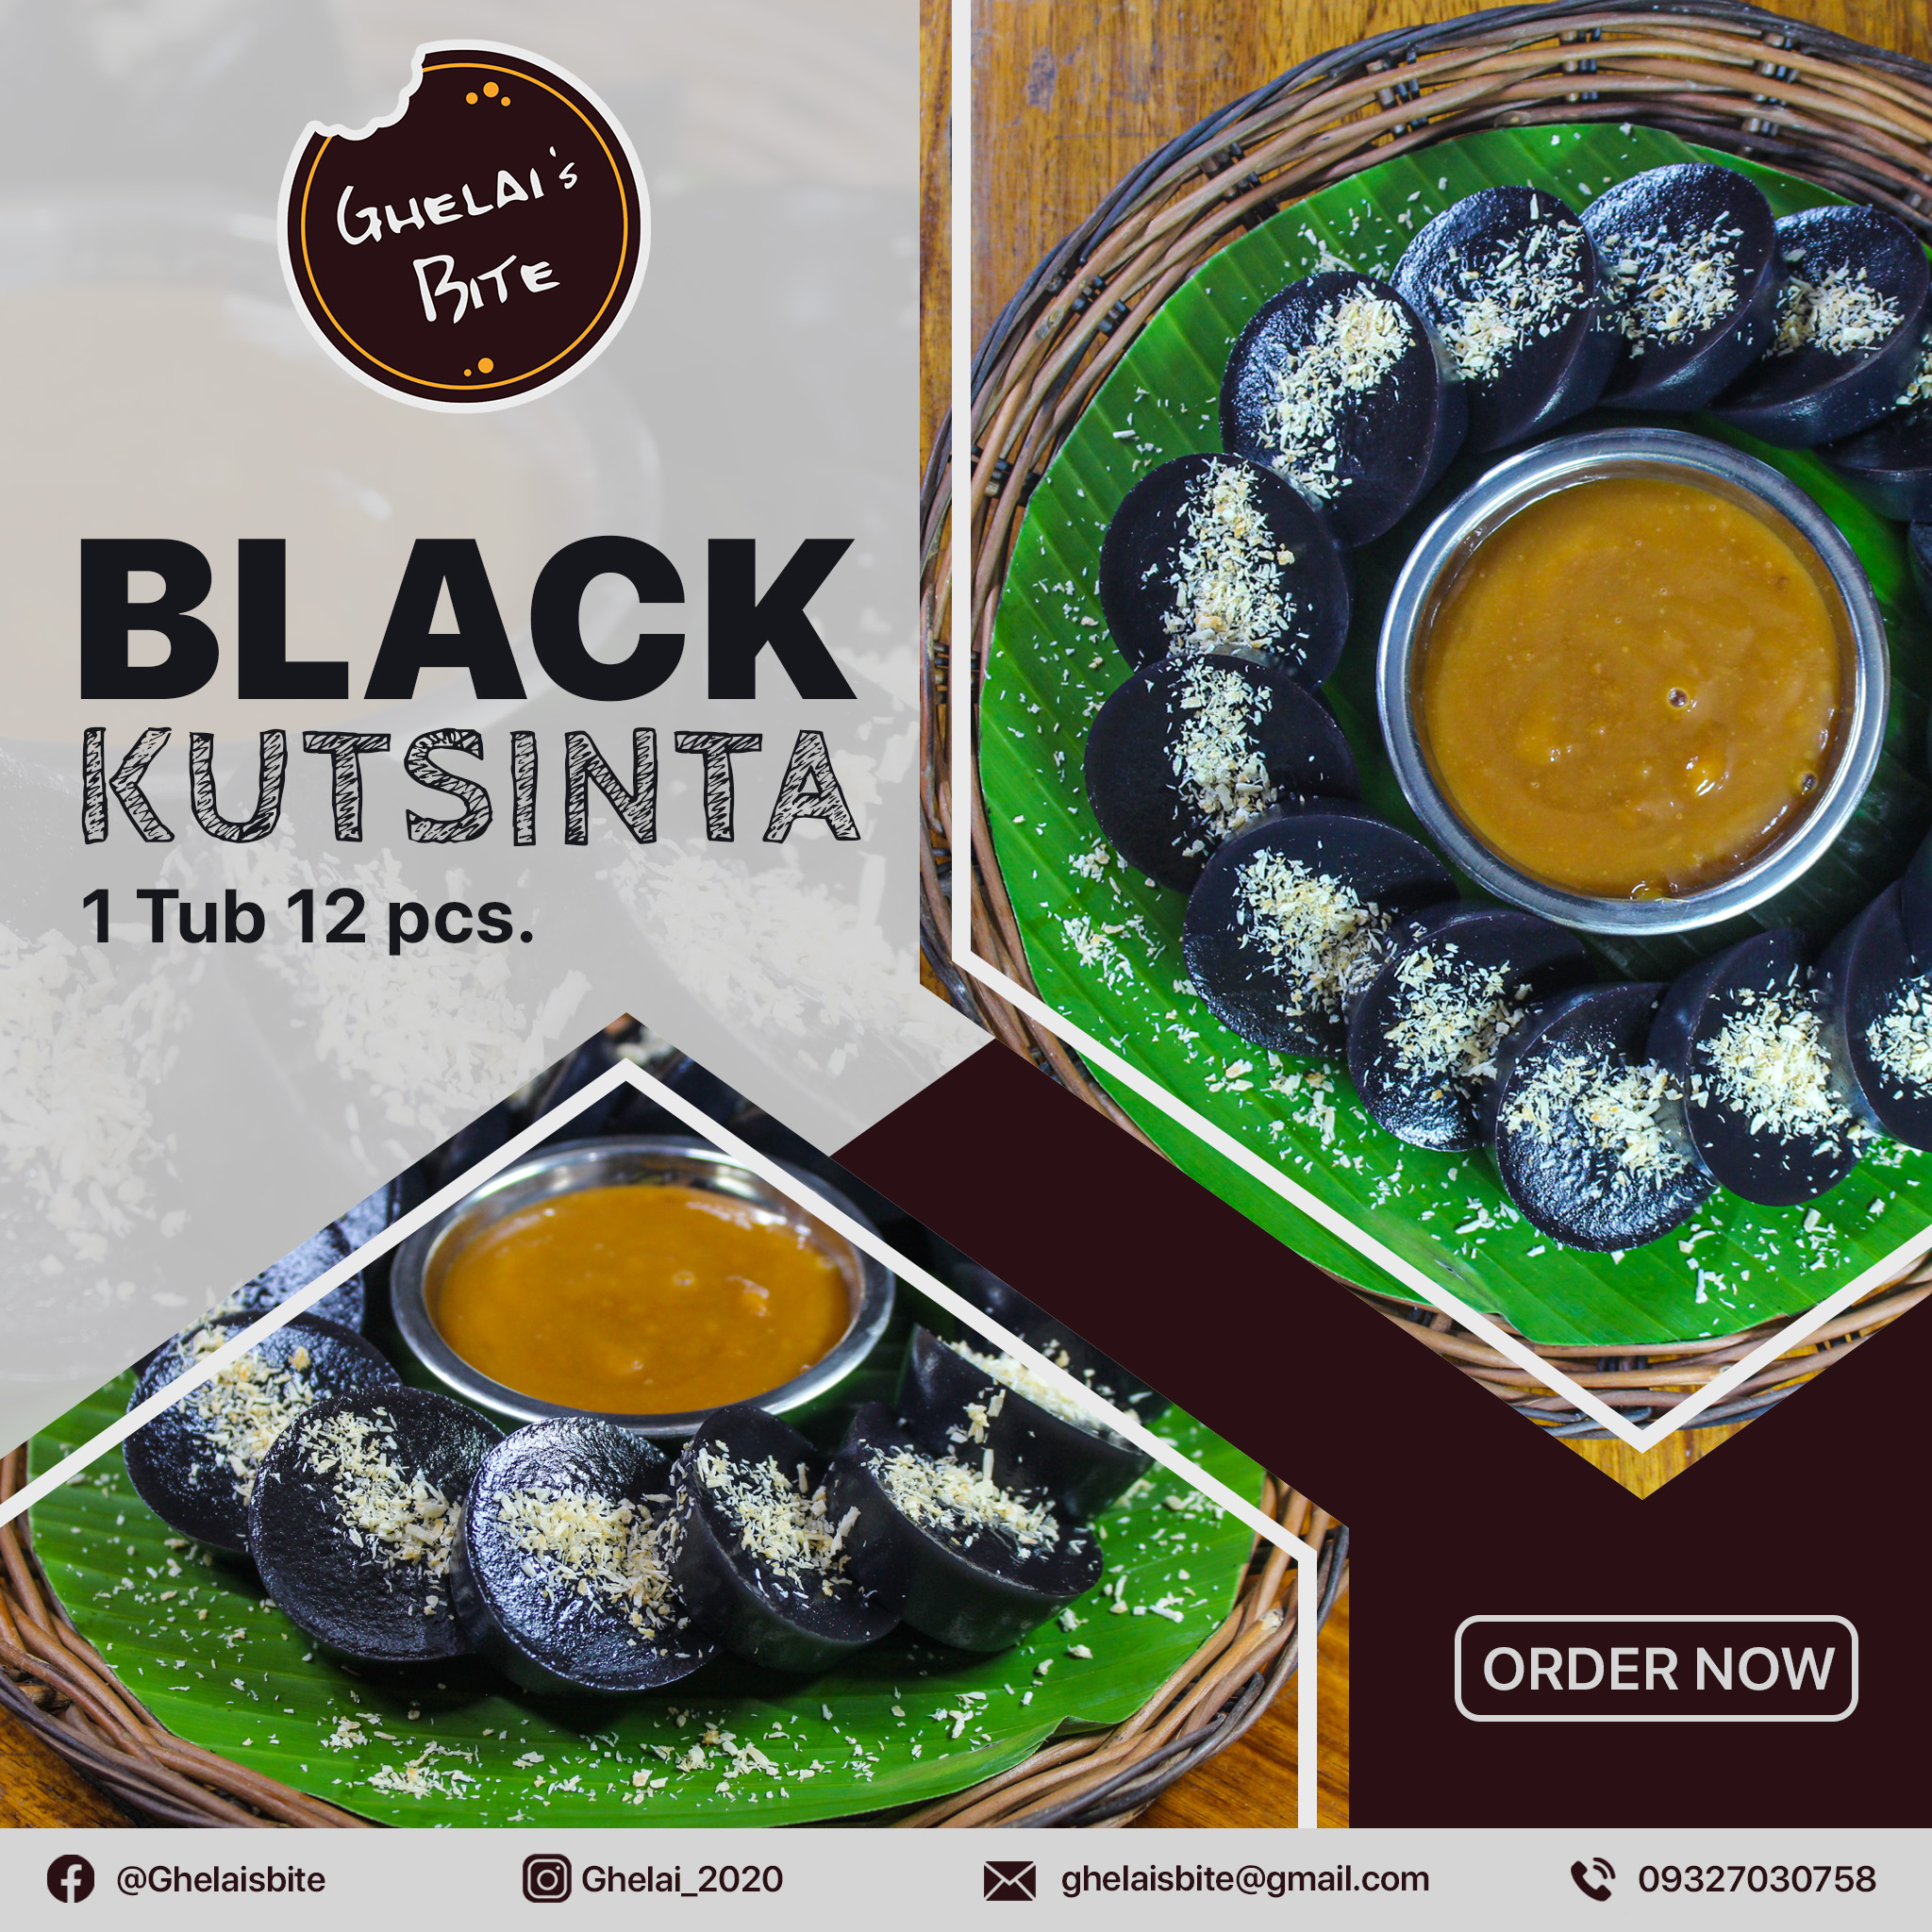 GHELAI's
BITE
BLACK
KUTSINTA
1 Tub 12 pcs.
ORDER NOW
@Ghelaisbite
Ghelai_2020
ghelaisbite@gmail.com
09327030758